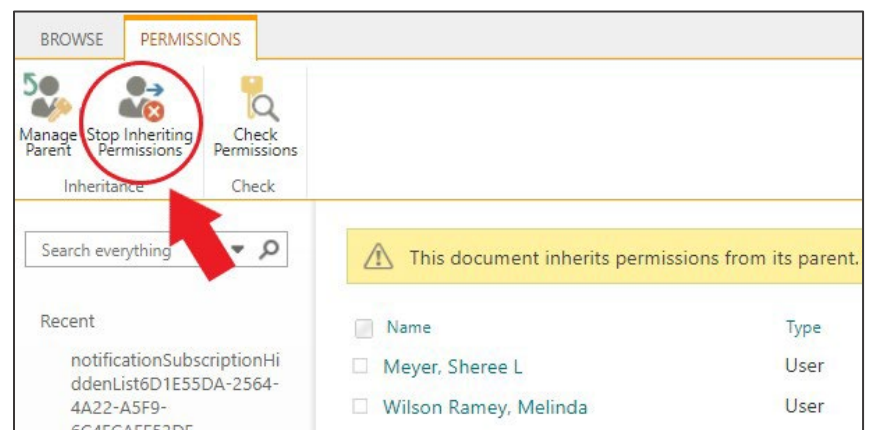 BROWSE PERMISSIONS
Manage Parent
Stop Inheriting Permissions
Check Permissions
Inheritance
Check
Search everything
This document inherits permissions from its parent.
Recent
Name Type
notificationSubscriptionHi
ddenList6D1E55DA-2564-
4A22-A5F9-
Meyer, Sheree L User
Wilson Ramey, Melinda User